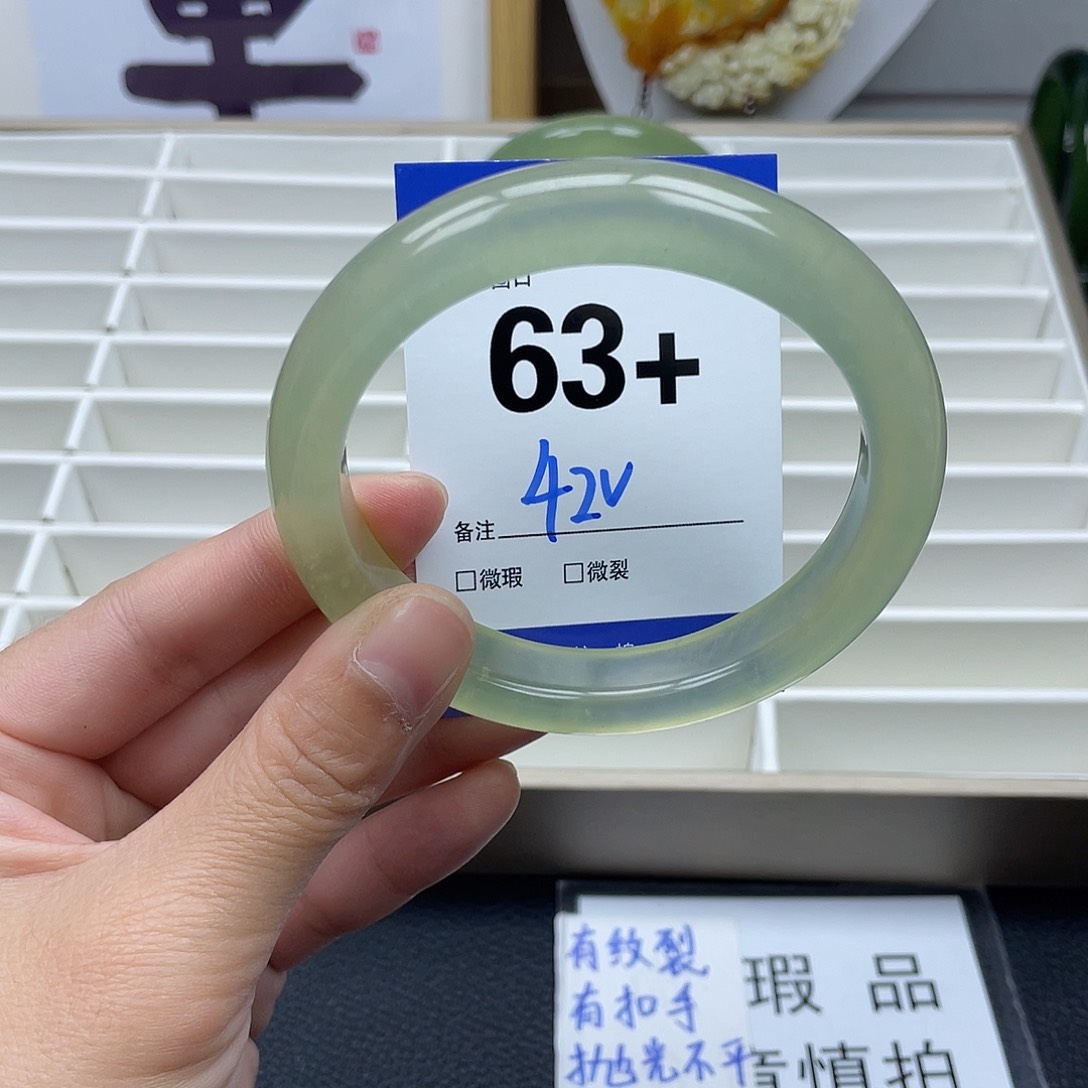 63+
42V
备注
□微瑕 □微裂
有纹裂
有扣手
抛光不平
瑕品
慎拍